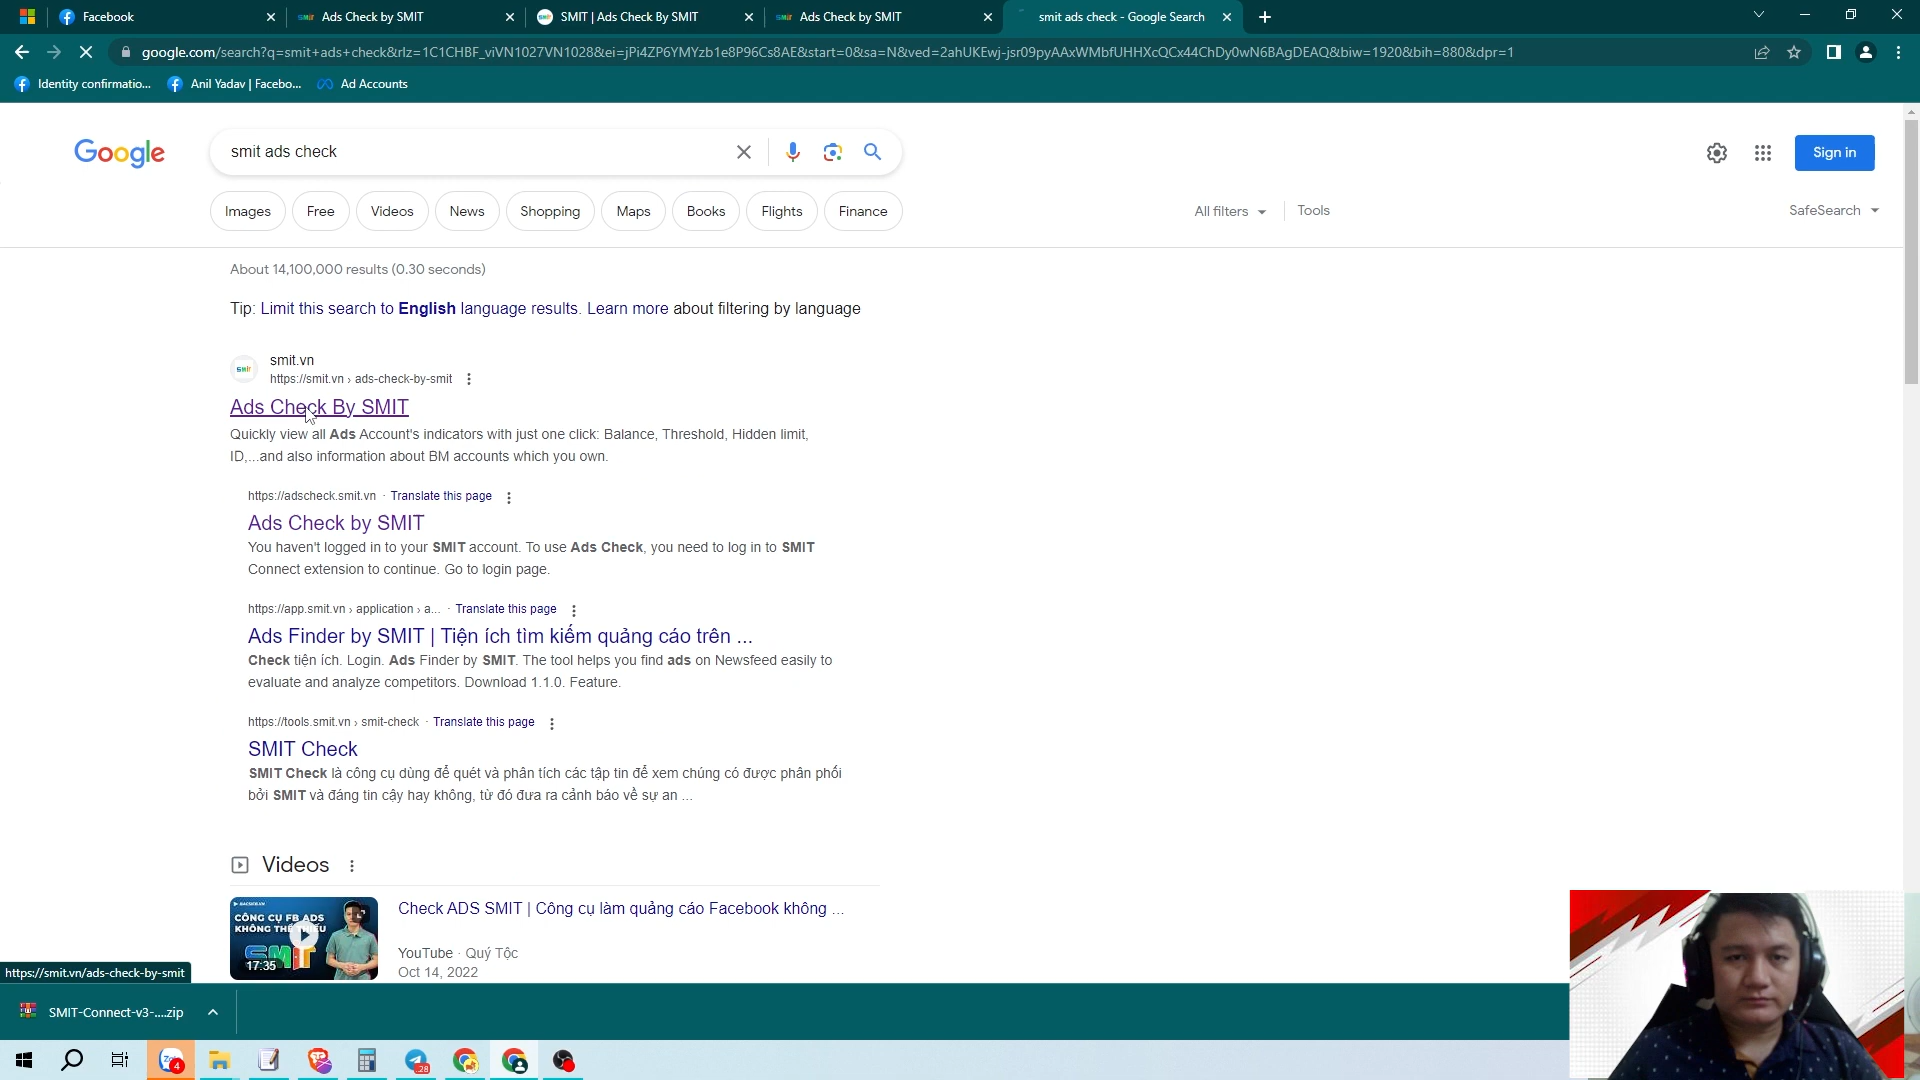 Facebook
Ads Check by SMIT
SMIT | Ads Check By SMIT
Ads Check by SMIT
smit ads check - Google Search
google.com/search?q=smit+ads+check&rlz=1C1CHBF_viVN1027VN1028&ei=jPi4ZP6YMYzb1e8P96Cs8AE&start=0&sa=N&ved=2ahUKEwj-jsr09pyAAxWMbfUHHXcQCx44ChDy0wN6BAgDEAQ&biw=1920&bih=880&dpr=1
Identity confirmatio...
Anil Yadav | Facebo...
Ad Accounts
Google
smit ads check
Sign in
Images
Free
Videos
News
Shopping
Maps
Books
Flights
Finance
All filters
Tools
SafeSearch
About 14,100,000 results (0.30 seconds)
Tip: Limit this search to English language results. Learn more about filtering by language
smit.vn
https://smit.vn › ads-check-by-smit
Ads Check By SMIT
Quickly view all Ads Account's indicators with just one click: Balance, Threshold, Hidden limit,
ID,...and also information about BM accounts which you own.
https://adscheck.smit.vn · Translate this page
Ads Check by SMIT
You haven't logged in to your SMIT account. To use Ads Check, you need to log in to SMIT
Connect extension to continue. Go to login page.
https://app.smit.vn › application › a... · Translate this page
Ads Finder by SMIT | Tiện ích tìm kiếm quảng cáo trên ...
Check tiện ích. Login. Ads Finder by SMIT. The tool helps you find ads on Newsfeed easily to
evaluate and analyze competitors. Download 1.1.0. Feature.
https://tools.smit.vn › smit-check · Translate this page
SMIT Check
SMIT Check là công cụ dùng để quét và phân tích các tập tin để xem chúng có được phân phối
bởi SMIT và đáng tin cậy hay không, từ đó đưa ra cảnh báo về sự an ...
Videos
CÔNG CỤ FB ADS
KHÔNG THỂ THIẾU
SMIT
17:35
Check ADS SMIT | Công cụ làm quảng cáo Facebook không ...
YouTube · Quý Tộc
Oct 14, 2022
https://smit.vn/ads-check-by-smit
SMIT-Connect-v3-....zip
4
28